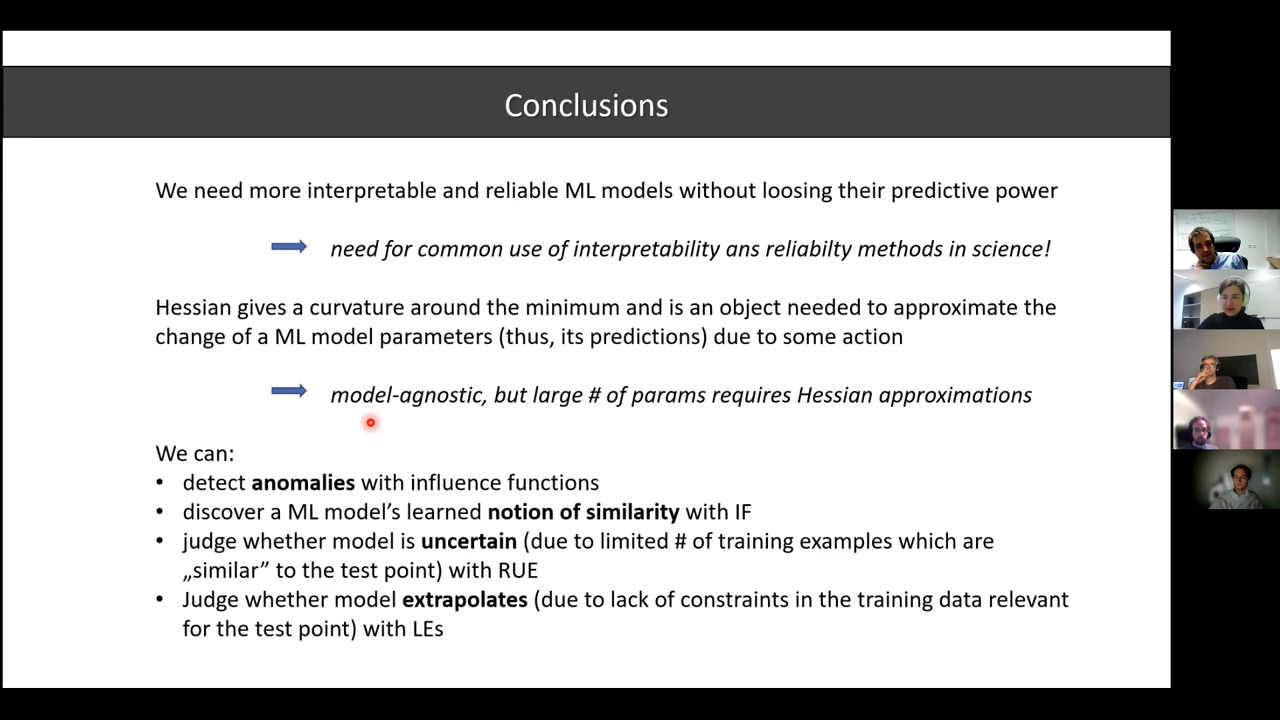 Conclusions
We need more interpretable and reliable ML models without loosing their predictive power
need for common use of interpretability ans reliabilty methods in science!
Hessian gives a curvature around the minimum and is an object needed to approximate the
change of a ML model parameters (thus, its predictions) due to some action
model-agnostic, but large # of params requires Hessian approximations
We can:
• detect anomalies with influence functions
• discover a ML model’s learned notion of similarity with IF
• judge whether model is uncertain (due to limited # of training examples which are
„similar” to the test point) with RUE
• Judge whether model extrapolates (due to lack of constraints in the training data relevant
for the test point) with LEs